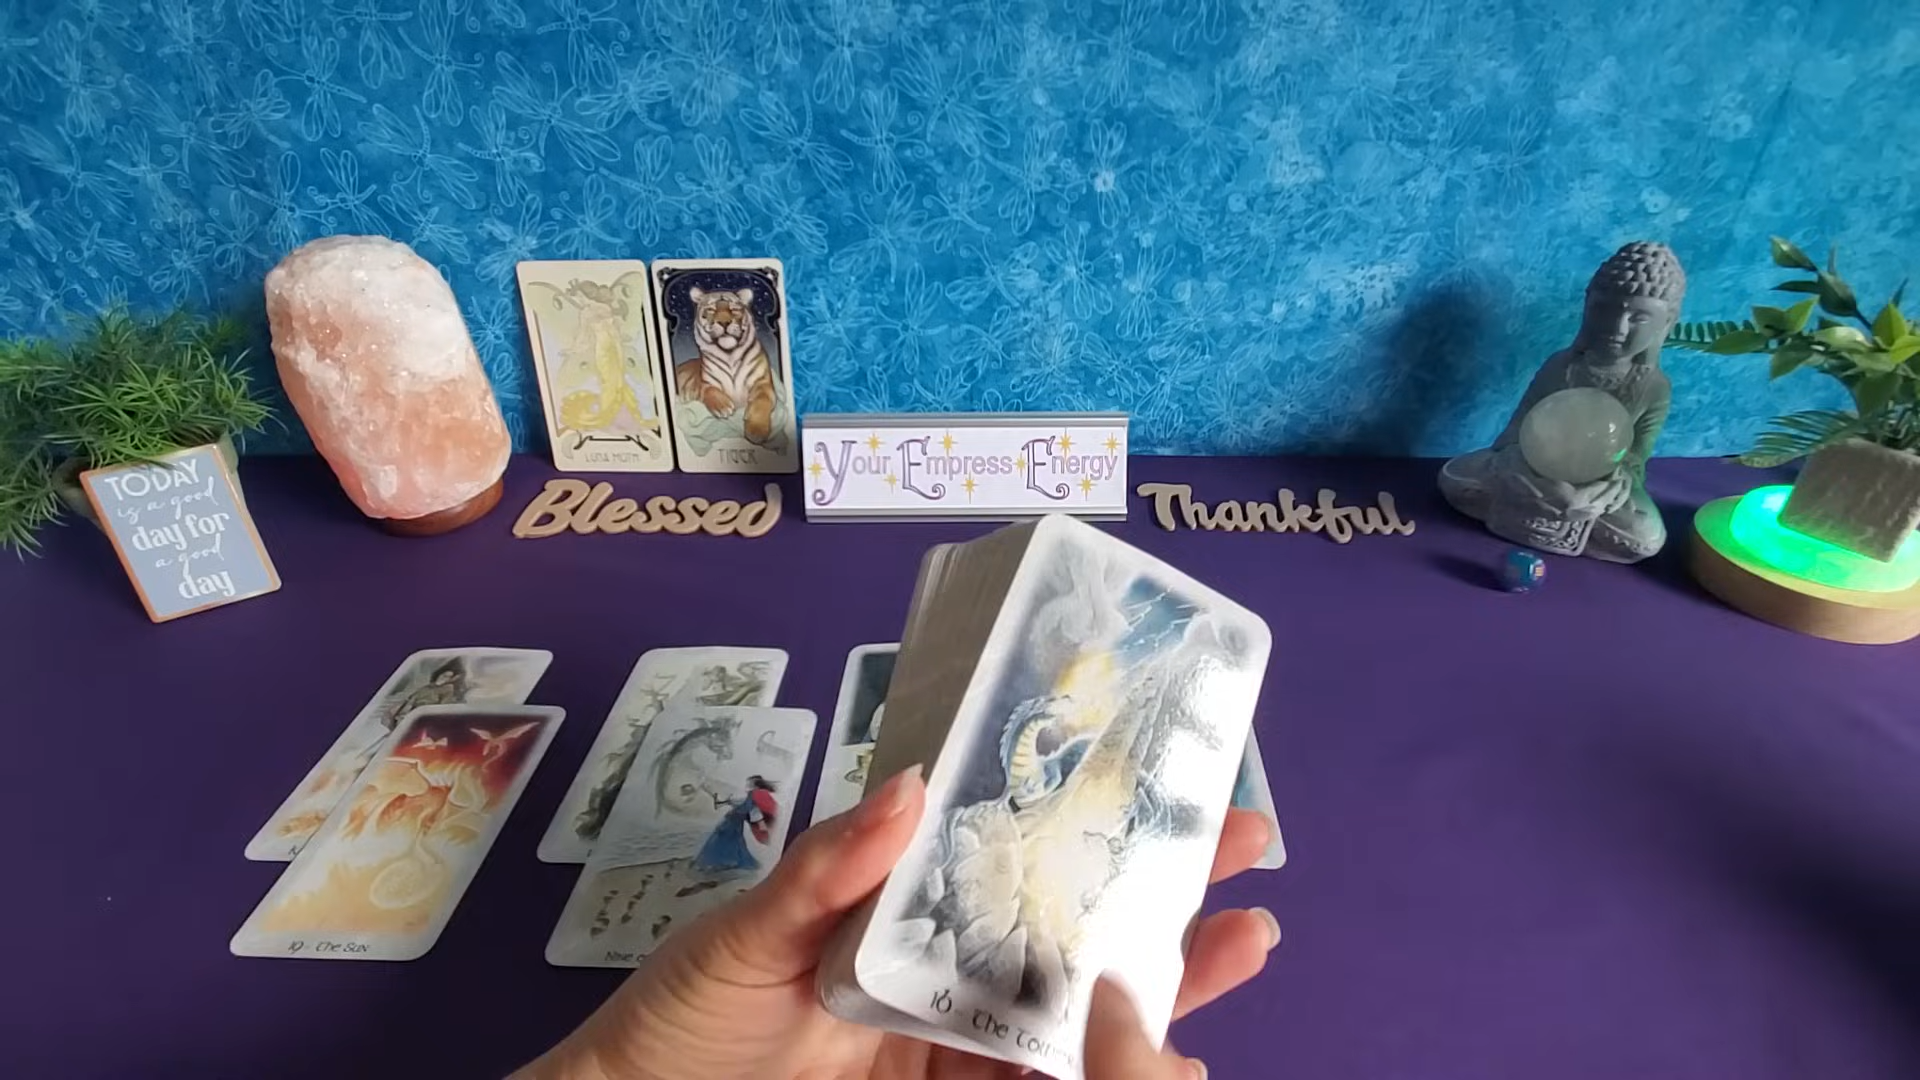 TODAY
is a good
day for
a good
day
LUNA MOTH
TIGER
Your Empress Energy
Blessed
Thankful
19 - The Sun
Nine o
16 - The Tower